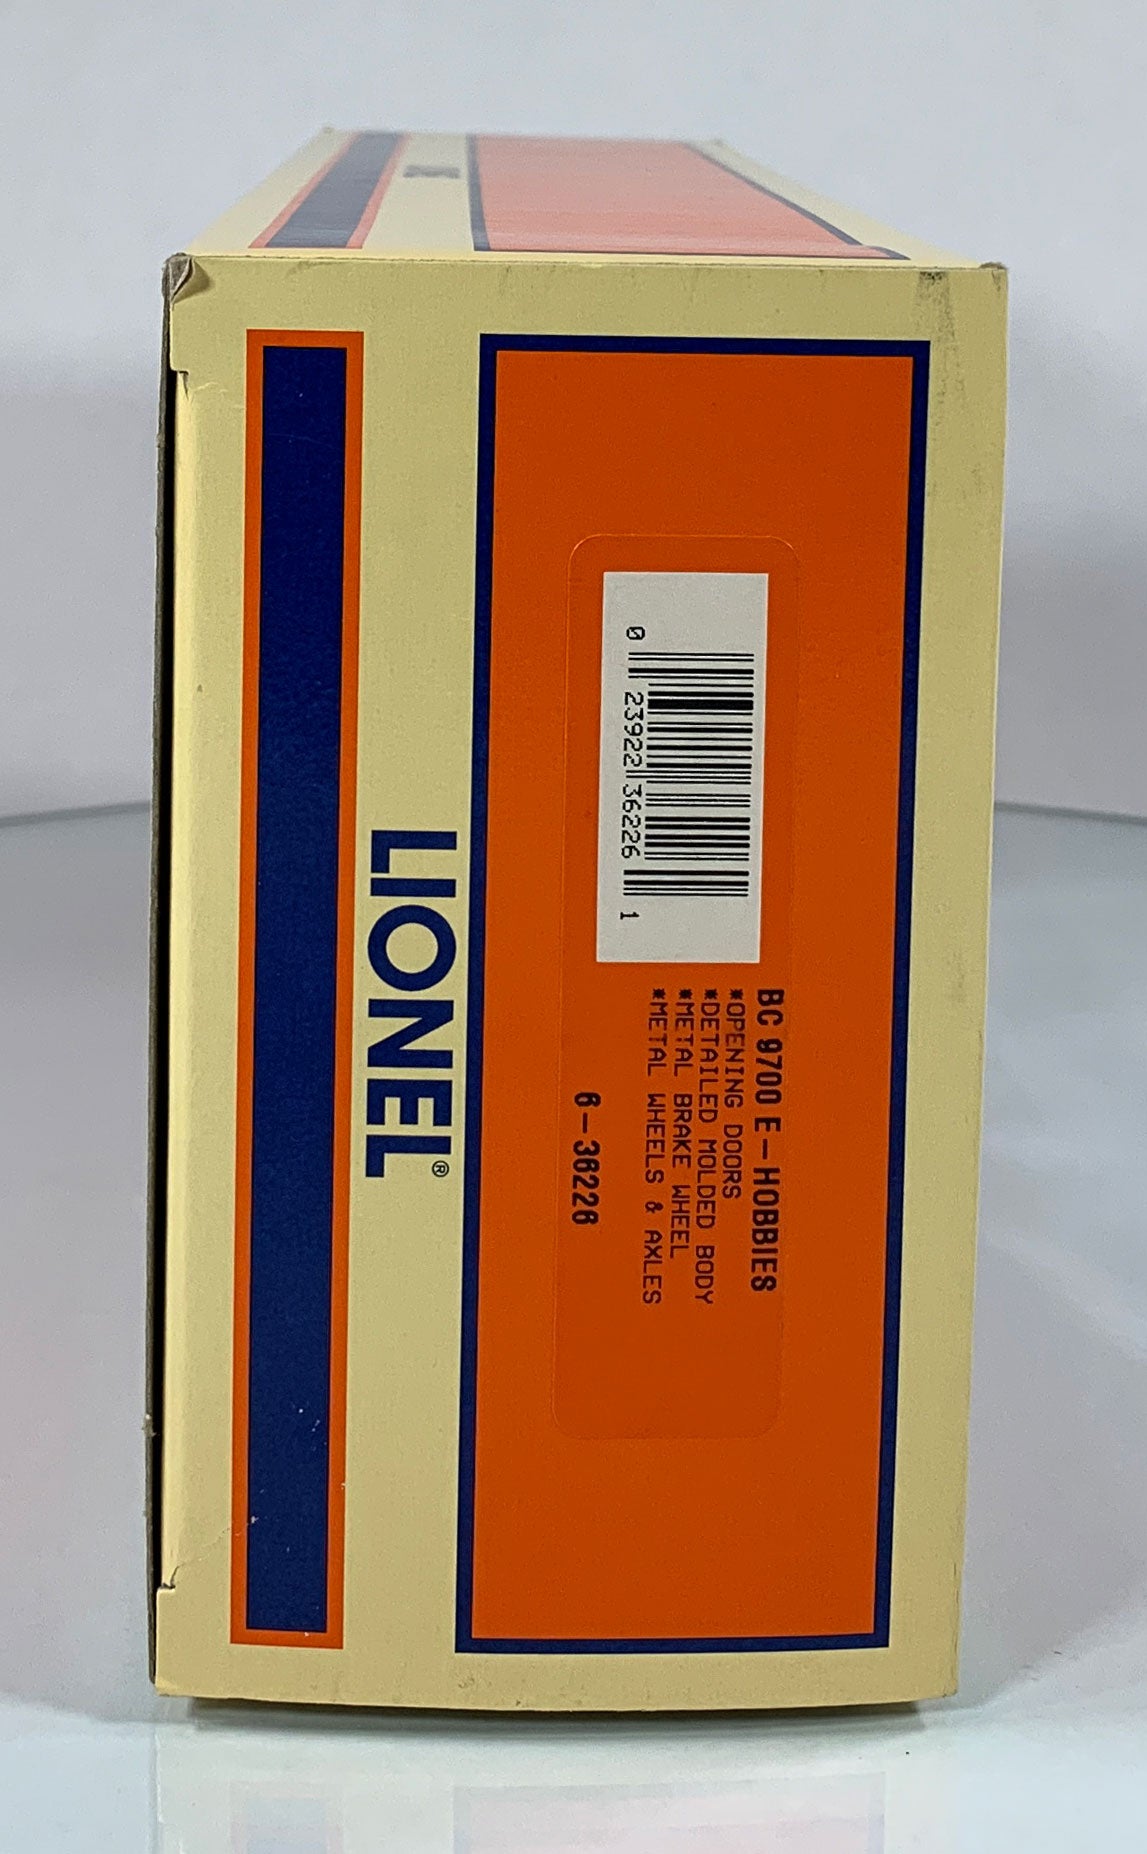 LIONEL®
0 23922 36226 1
BC 9700 E-HOBBIES
*OPENING DOORS
*DETAILED MOLDED BODY
*METAL BRAKE WHEEL
*METAL WHEELS & AXLES
6-36226